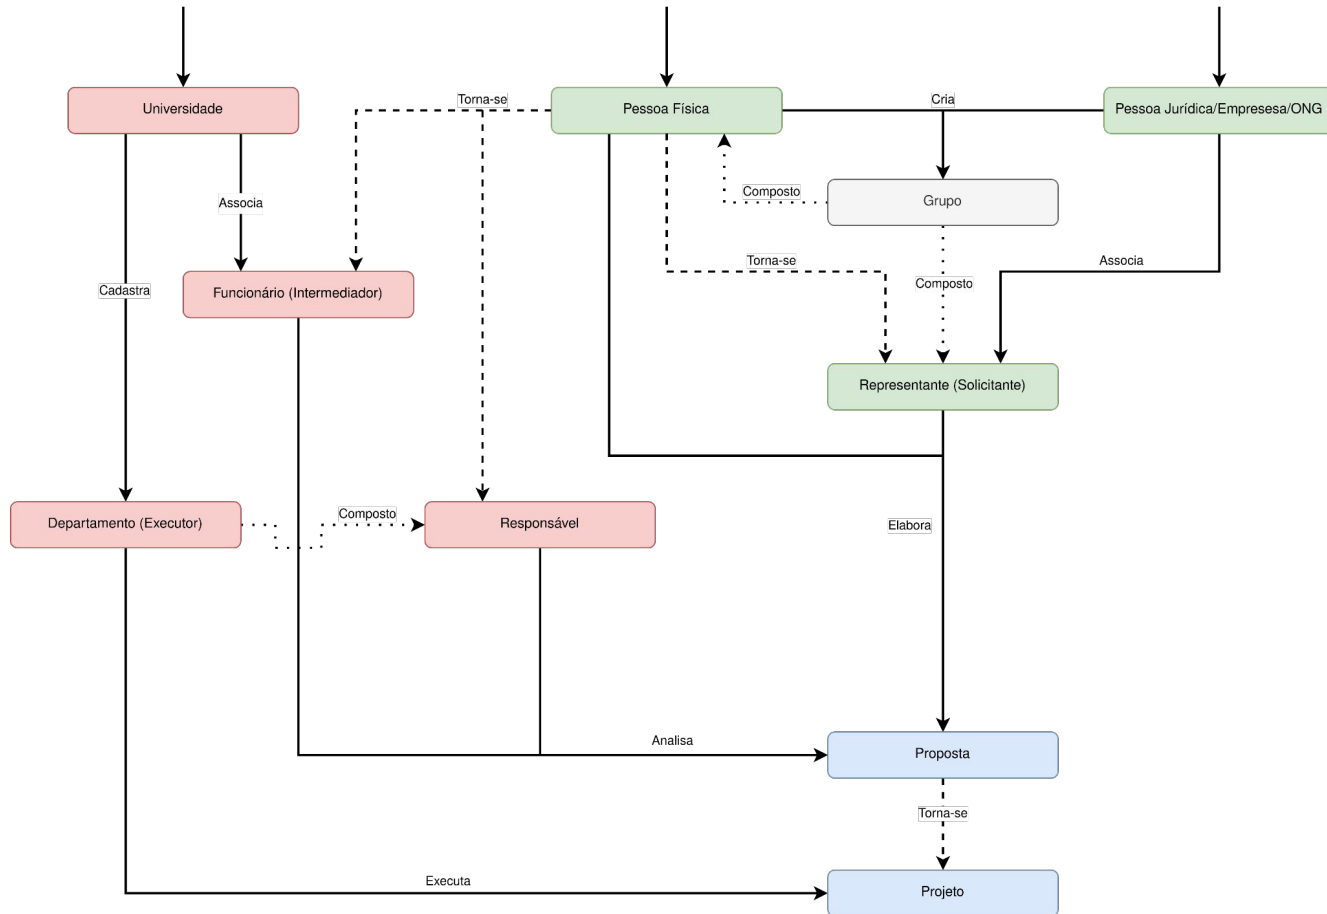 Universidade
Torna-se
Pessoa Física
Cria
Pessoa Jurídica/Empresesa/ONG
Associa
Composto
Grupo
Cadastra
Funcionário (Intermediador)
Torna-se
Composto
Associa
Representante (Solicitante)
Departamento (Executor)
Composto
Responsável
Elabora
Analisa
Proposta
Torna-se
Executa
Projeto